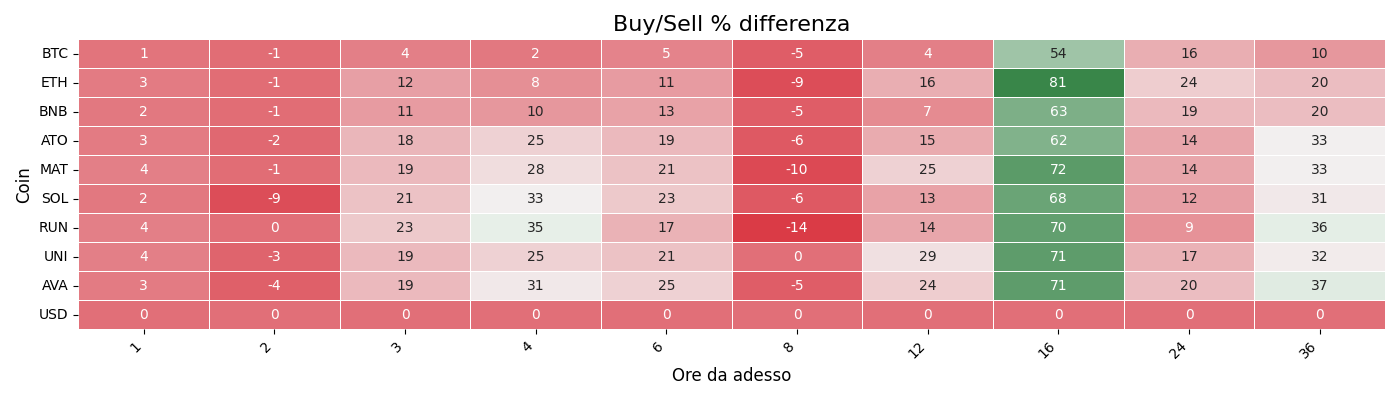 Buy/Sell % differenza
Coin
BTC 1 -1 4 2 5 -5 4 54 16 10
ETH 3 -1 12 8 11 -9 16 81 24 20
BNB 2 -1 11 10 13 -5 7 63 19 20
ATO 3 -2 18 25 19 -6 15 62 14 33
MAT 4 -1 19 28 21 -10 25 72 14 33
SOL 2 -9 21 33 23 -6 13 68 12 31
RUN 4 0 23 35 17 -14 14 70 9 36
UNI 4 -3 19 25 21 0 29 71 17 32
AVA 3 -4 19 31 25 -5 24 71 20 37
USD 0 0 0 0 0 0 0 0 0 0
1 2 3 4 6 8 12 16 24 36
Ore da adesso